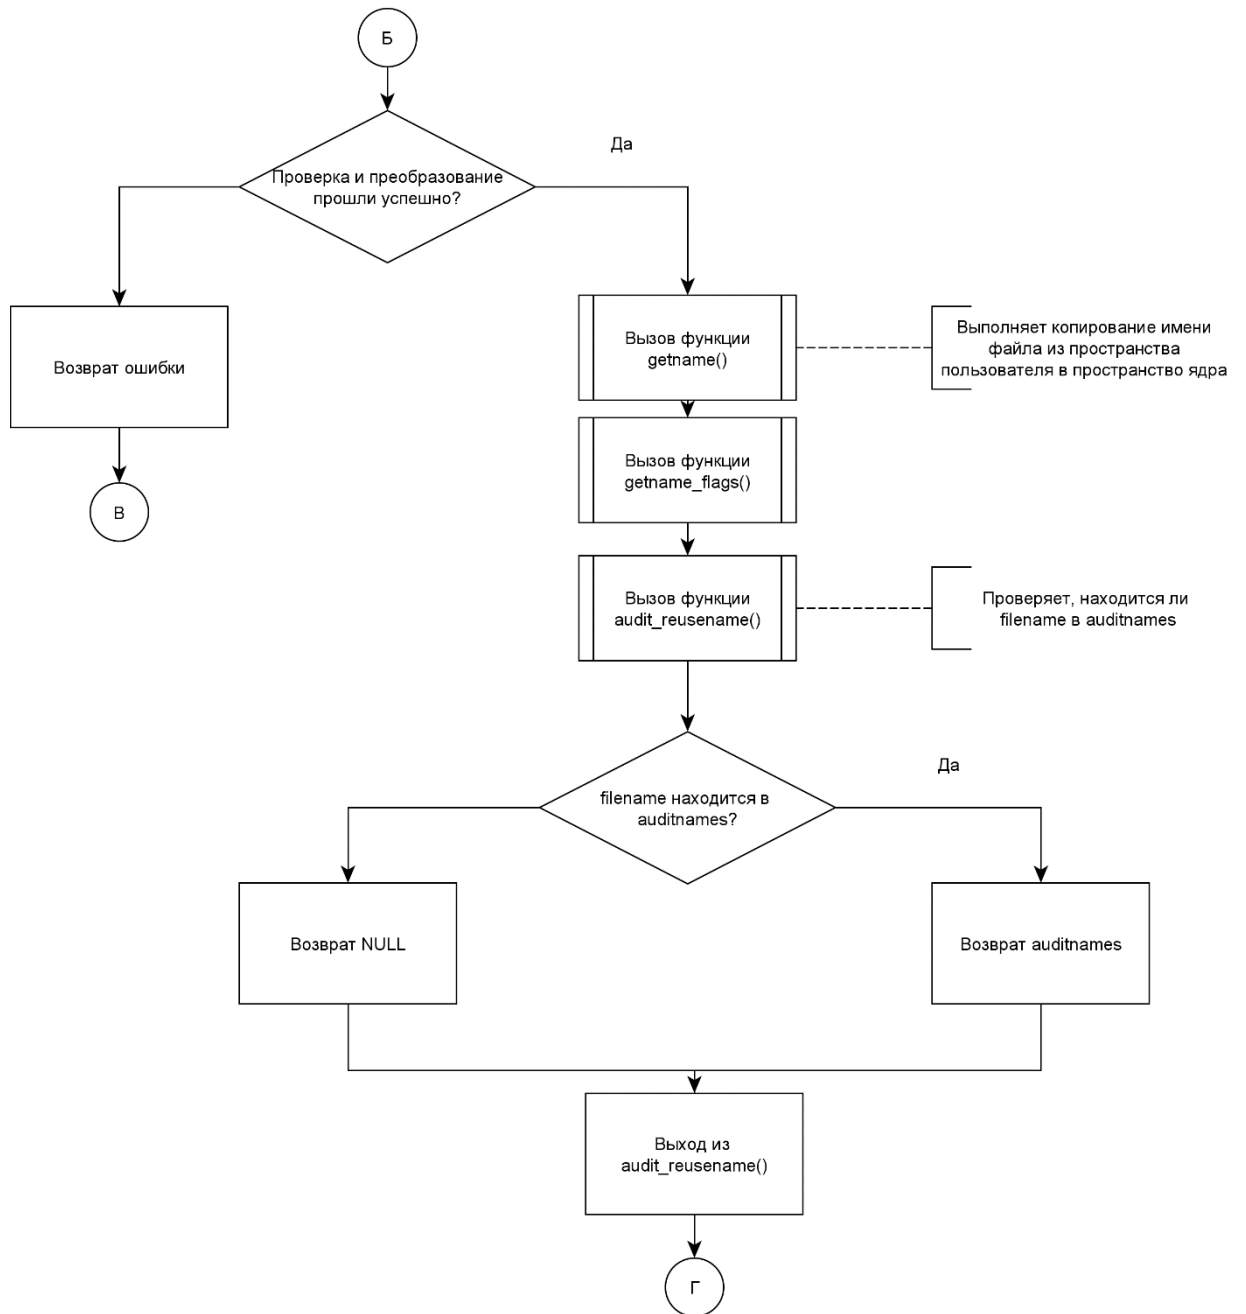 Б
Да
Проверка и преобразование
прошли успешно?
Вызов функции
getname()
Выполняет копирование имени
файла из пространства
пользователя в пространство ядра
Возврат ошибки
Вызов функции
getname_flags()
В
Вызов функции
audit_reusename()
Проверяет, находится ли
filename в auditnames
Да
filename находится в
auditnames?
Возврат NULL
Возврат auditnames
Выход из
audit_reusename()
Г